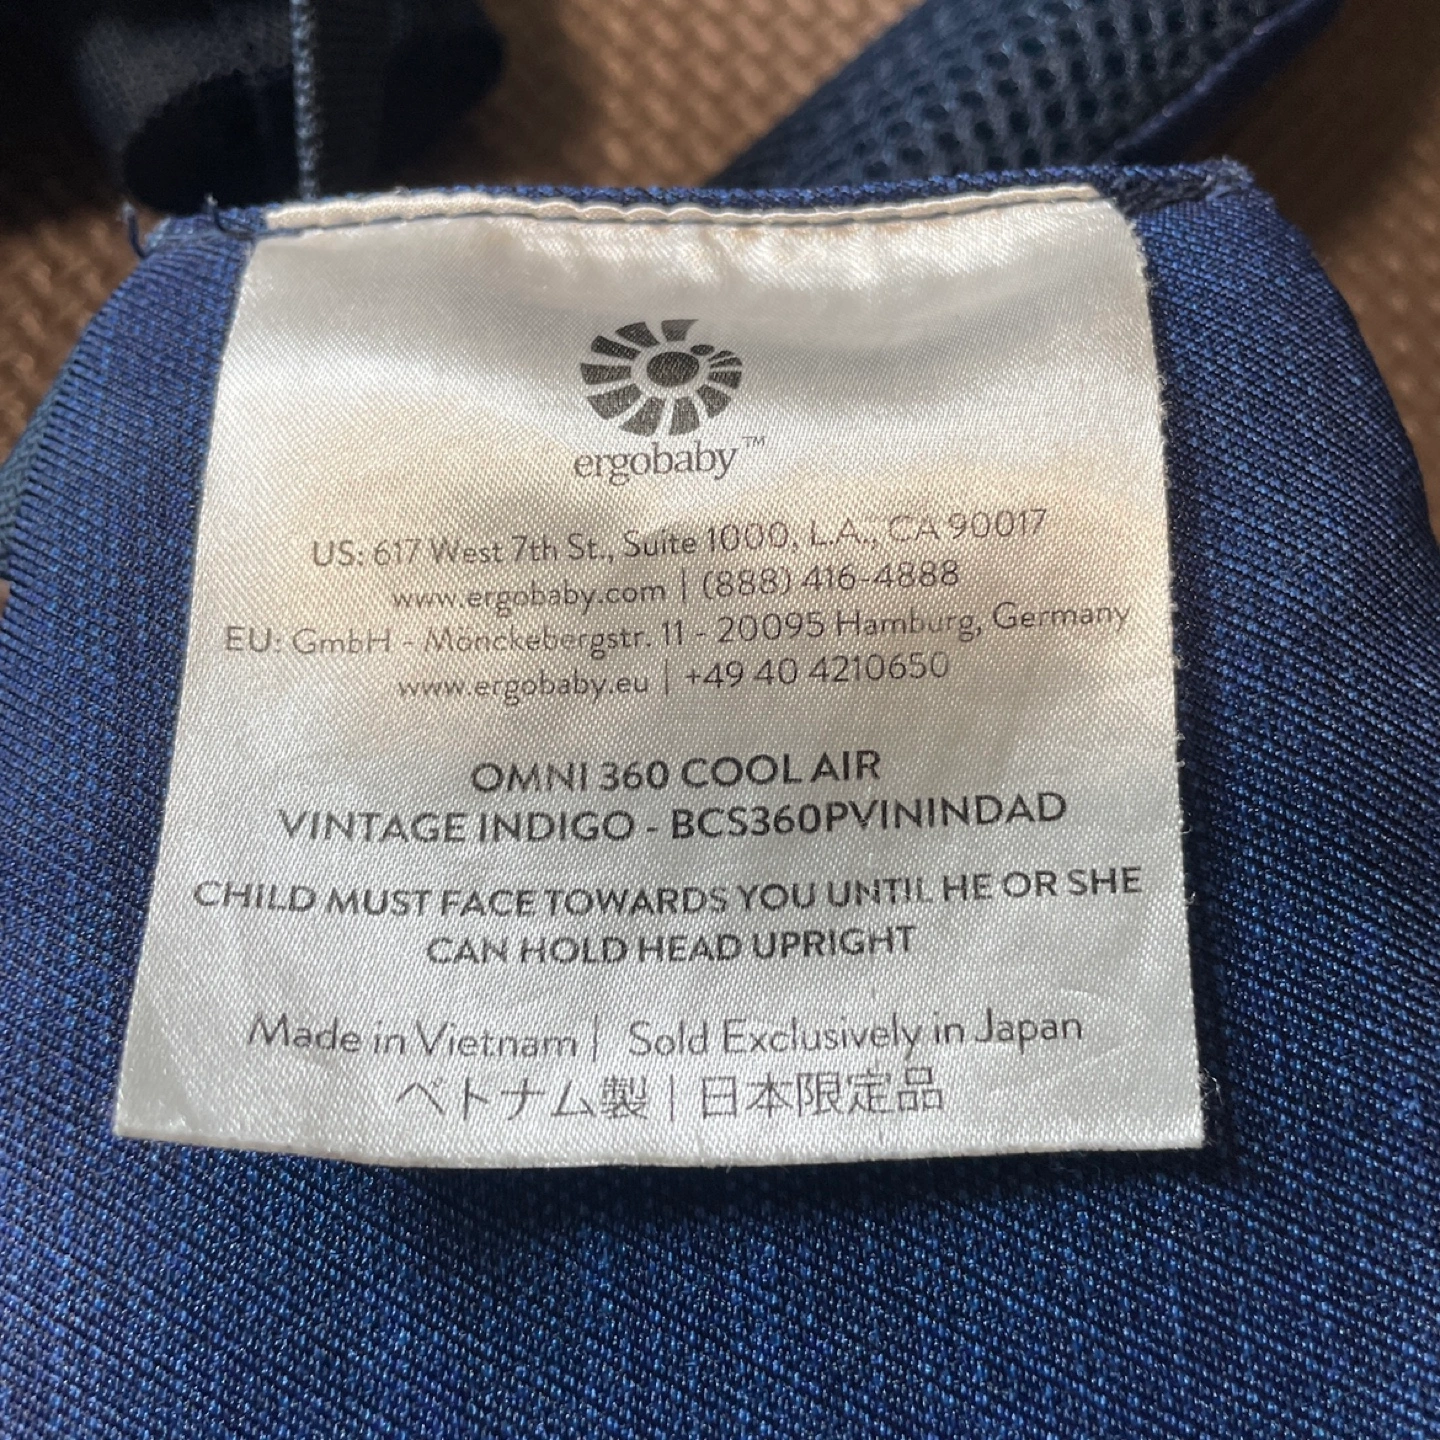 ergobaby™
US: 617 West 7th St., Suite 1000, L.A., CA 90017
www.ergobaby.com | (888) 416-4888
EU: GmbH - Mönckebergstr. 11 - 20095 Hamburg, Germany
www.ergobaby.eu | +49 40 4210650
OMNI 360 COOL AIR
VINTAGE INDIGO - BCS360PVININDAD
CHILD MUST FACE TOWARDS YOU UNTIL HE OR SHE
CAN HOLD HEAD UPRIGHT
Made in Vietnam | Sold Exclusively in Japan
ベトナム製 | 日本限定品